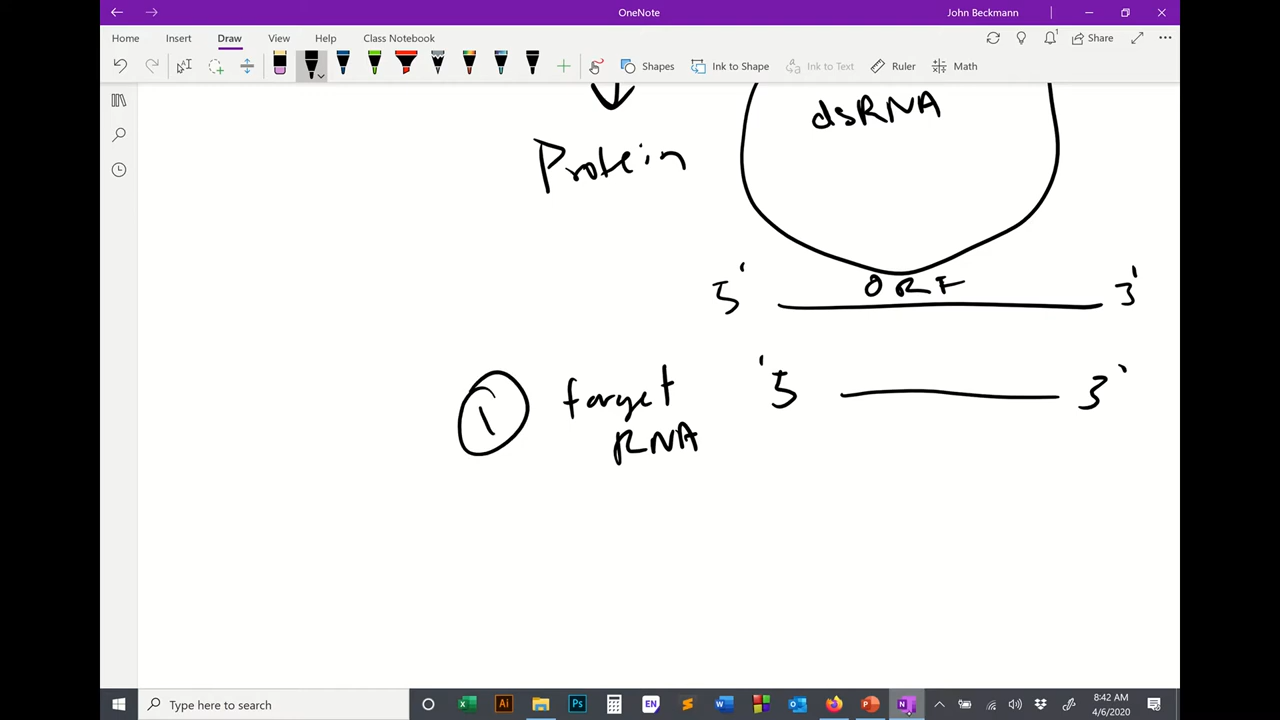 OneNote
John Beckmann
Home Insert Draw View Help Class Notebook
Share
Shapes Ink to Shape Ink to Text Ruler Math
dsRNA
Protein
ORF
5' 3'
1 target '5 3'
RNA
Type here to search
8:42 AM
4/6/2020